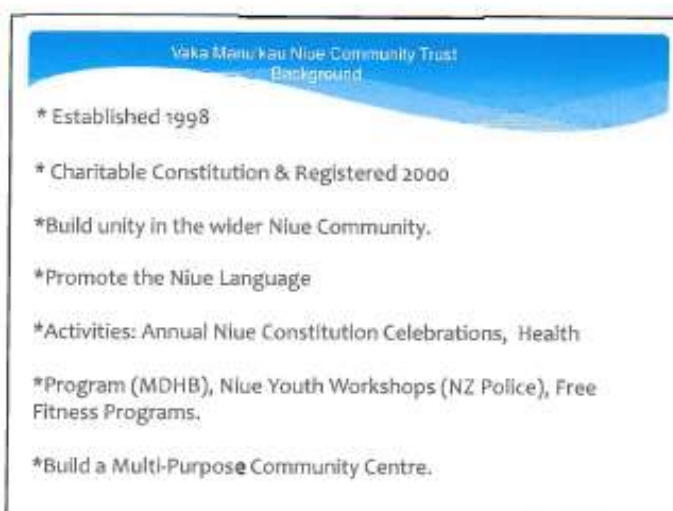 Vaka Manu'kau Niue Community Trust
Background
* Established 1998
* Charitable Constitution & Registered 2000
*Build unity in the wider Niue Community.
*Promote the Niue Language
*Activities: Annual Niue Constitution Celebrations, Health
*Program (MDHB), Niue Youth Workshops (NZ Police), Free
Fitness Programs.
*Build a Multi-Purpose Community Centre.